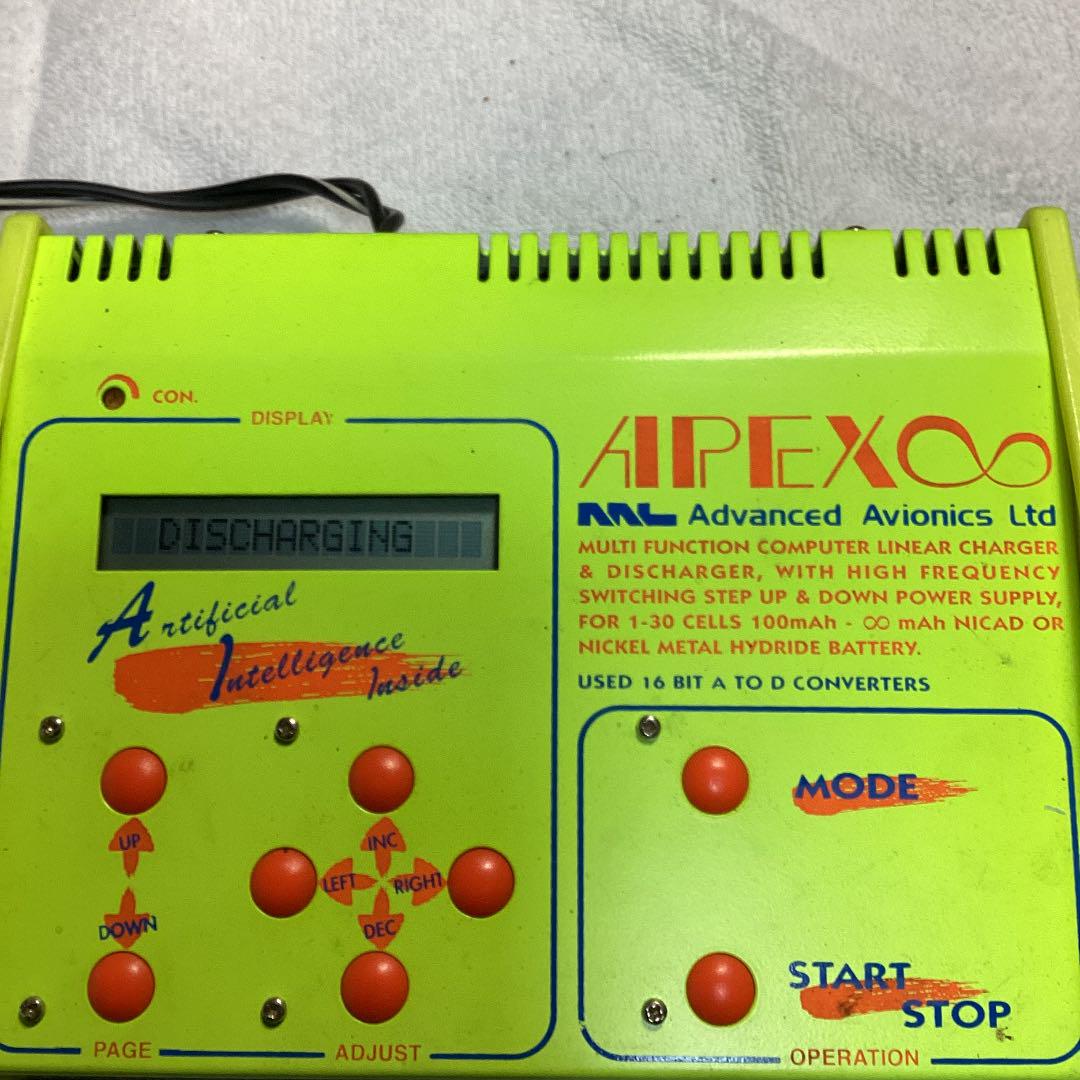 CON.
DISPLAY
DISCHARGING
Artificial
Intelligence
Inside
APEX∞
AAL Advanced Avionics Ltd
MULTI FUNCTION COMPUTER LINEAR CHARGER
& DISCHARGER, WITH HIGH FREQUENCY
SWITCHING STEP UP & DOWN POWER SUPPLY,
FOR 1-30 CELLS 100mAh - ∞ mAh NICAD OR
NICKEL METAL HYDRIDE BATTERY.
USED 16 BIT A TO D CONVERTERS
UP
DOWN
PAGE
INC
LEFT RIGHT
DEC
ADJUST
MODE
START
STOP
OPERATION